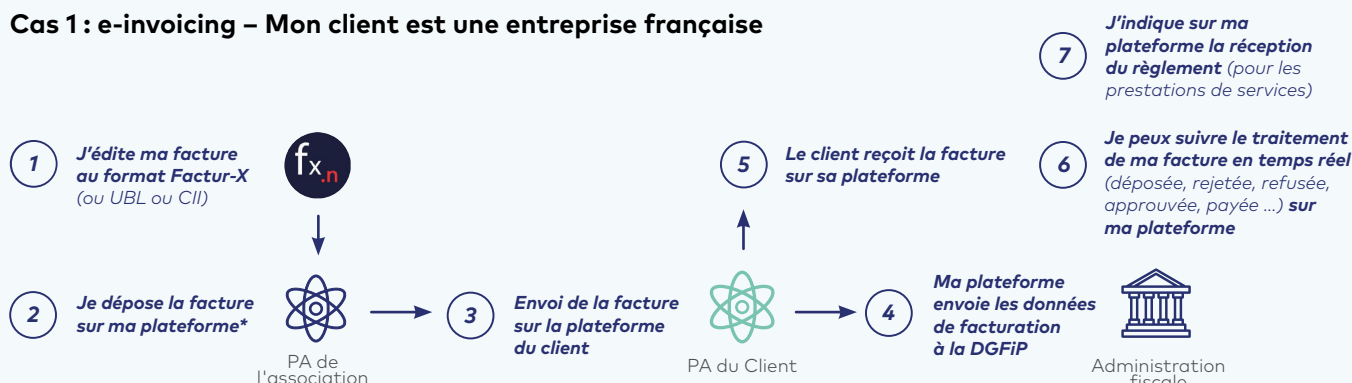 Cas 1 : e-invoicing – Mon client est une entreprise française
1
J'édite ma facture
au format Factur-X
(ou UBL ou CII)
fx.n
2
Je dépose la facture
sur ma plateforme*
PA de
l'association
3
Envoi de la facture
sur la plateforme
du client
PA du Client
5
Le client reçoit la facture
sur sa plateforme
4
Ma plateforme
envoie les données
de facturation
à la DGFiP
Administration
fiscale
6
Je peux suivre le traitement
de ma facture en temps réel
(déposée, rejetée, refusée,
approuvée, payée ...) sur
ma plateforme
7
J'indique sur ma
plateforme la réception
du règlement (pour les
prestations de services)